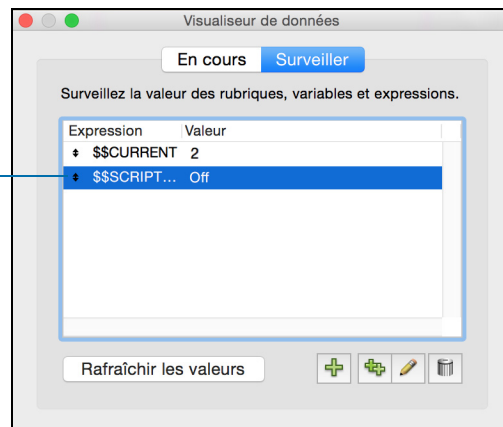 Visualiseur de données
En cours Surveiller
Surveillez la valeur des rubriques, variables et expressions.
Expression Valeur
$$CURRENT 2
$$SCRIPT... Off
Rafraîchir les valeurs